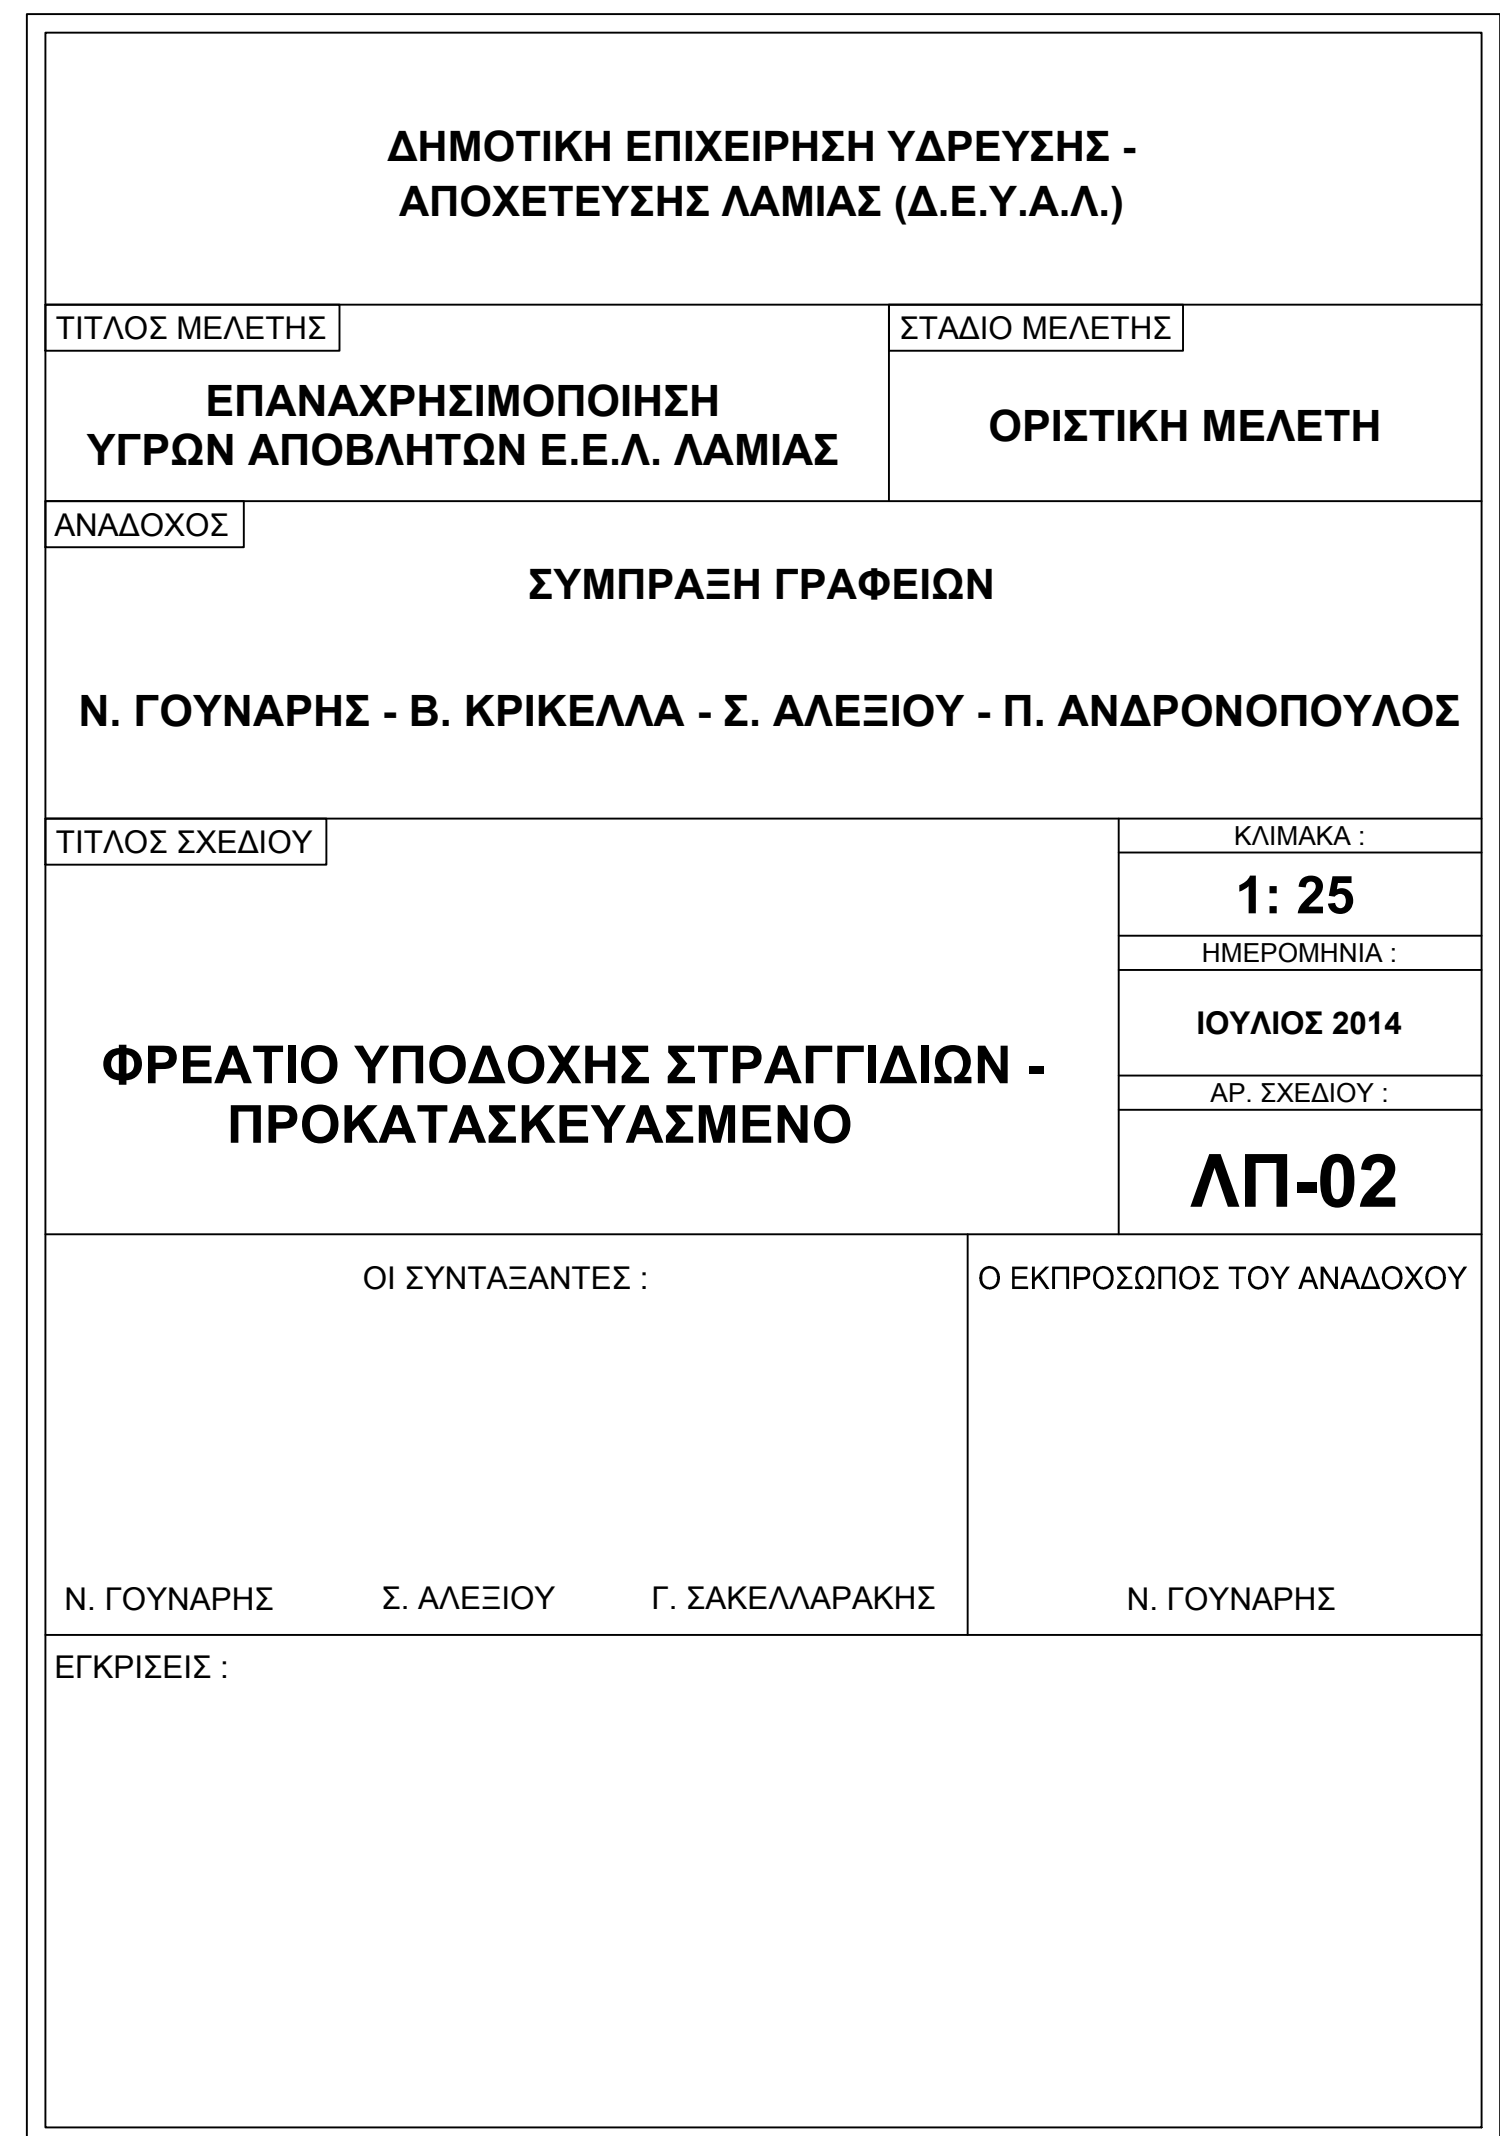 ΔΗΜΟΤΙΚΗ ΕΠΙΧΕΙΡΗΣΗ ΥΔΡΕΥΣΗΣ -
ΑΠΟΧΕΤΕΥΣΗΣ ΛΑΜΙΑΣ (Δ.Ε.Υ.Α.Λ.)
ΤΙΤΛΟΣ ΜΕΛΕΤΗΣ
ΕΠΑΝΑΧΡΗΣΙΜΟΠΟΙΗΣΗ
ΥΓΡΩΝ ΑΠΟΒΛΗΤΩΝ Ε.Ε.Λ. ΛΑΜΙΑΣ
ΣΤΑΔΙΟ ΜΕΛΕΤΗΣ
ΟΡΙΣΤΙΚΗ ΜΕΛΕΤΗ
ΑΝΑΔΟΧΟΣ
ΣΥΜΠΡΑΞΗ ΓΡΑΦΕΙΩΝ
Ν. ΓΟΥΝΑΡΗΣ - Β. ΚΡΙΚΕΛΛΑ - Σ. ΑΛΕΞΙΟΥ - Π. ΑΝΔΡΟΝΟΠΟΥΛΟΣ
ΤΙΤΛΟΣ ΣΧΕΔΙΟΥ
ΦΡΕΑΤΙΟ ΥΠΟΔΟΧΗΣ ΣΤΡΑΓΓΙΔΙΩΝ -
ΠΡΟΚΑΤΑΣΚΕΥΑΣΜΕΝΟ
ΚΛΙΜΑΚΑ :
1: 25
ΗΜΕΡΟΜΗΝΙΑ :
ΙΟΥΛΙΟΣ 2014
ΑΡ. ΣΧΕΔΙΟΥ :
ΛΠ-02
ΟΙ ΣΥΝΤΑΞΑΝΤΕΣ :
Ν. ΓΟΥΝΑΡΗΣ Σ. ΑΛΕΞΙΟΥ Γ. ΣΑΚΕΛΛΑΡΑΚΗΣ
Ο ΕΚΠΡΟΣΩΠΟΣ ΤΟΥ ΑΝΑΔΟΧΟΥ
Ν. ΓΟΥΝΑΡΗΣ
ΕΓΚΡΙΣΕΙΣ :